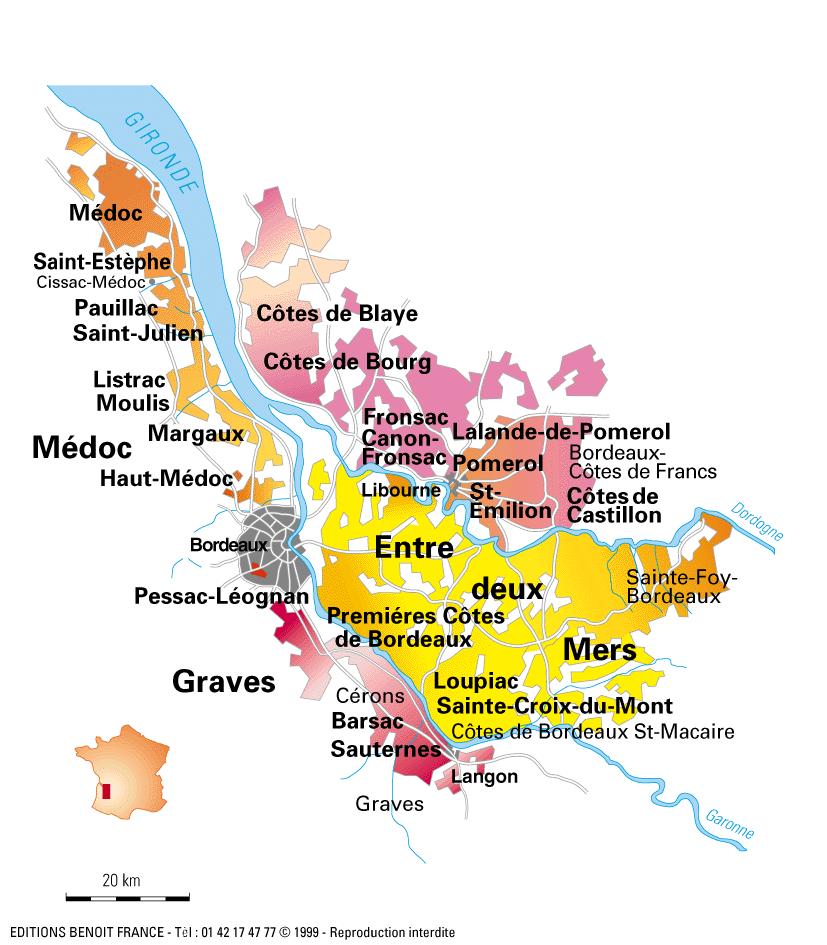 GIRONDE
Médoc
Saint-Estèphe
Cissac-Médoc
Pauillac
Saint-Julien
Côtes de Blaye
Côtes de Bourg
Listrac
Moulis
Margaux
Médoc
Haut-Médoc
Fronsac
Canon-
Fronsac
Lalande-de-Pomerol
Pomerol
Bordeaux-
Côtes de Francs
Libourne
St-
Emilion
Côtes de
Castillon
Dordogne
Bordeaux
Entre
deux
Mers
Sainte-Foy-
Bordeaux
Pessac-Léognan
Premiéres Côtes
de Bordeaux
Graves
Loupiac
Sainte-Croix-du-Mont
Côtes de Bordeaux St-Macaire
Cérons
Barsac
Sauternes
Langon
Graves
Garonne
20 km
EDITIONS BENOIT FRANCE - Tèl : 01 42 17 47 77 © 1999 - Reproduction interdite